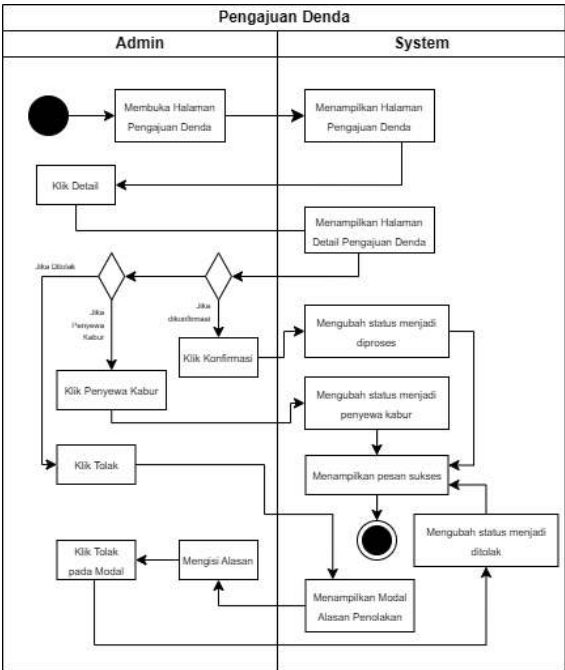 Pengajuan Denda
Admin
System
Membuka Halaman
Pengajuan Denda
Menampilkan Halaman
Pengajuan Denda
Klik Detail
Menampilkan Halaman
Detail Pengajuan Denda
Jika Ditolak
Jika
Penyewa
Kabur
Jika
dikonfirmasi
Klik Konfirmasi
Mengubah status menjadi
diproses
Klik Penyewa Kabur
Mengubah status menjadi
penyewa kabur
Klik Tolak
Menampilkan pesan sukses
Klik Tolak
pada Modal
Mengisi Alasan
Mengubah status menjadi
ditolak
Menampilkan Modal
Alasan Penolakan